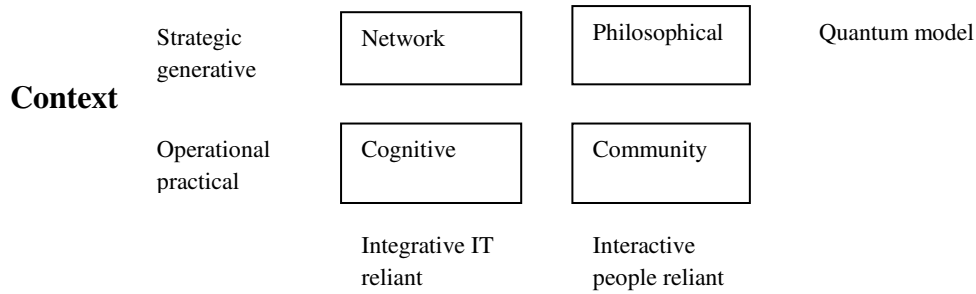 Strategic
generative
Network
Philosophical
Quantum model
Context
Operational
practical
Cognitive
Community
Integrative IT
reliant
Interactive
people reliant